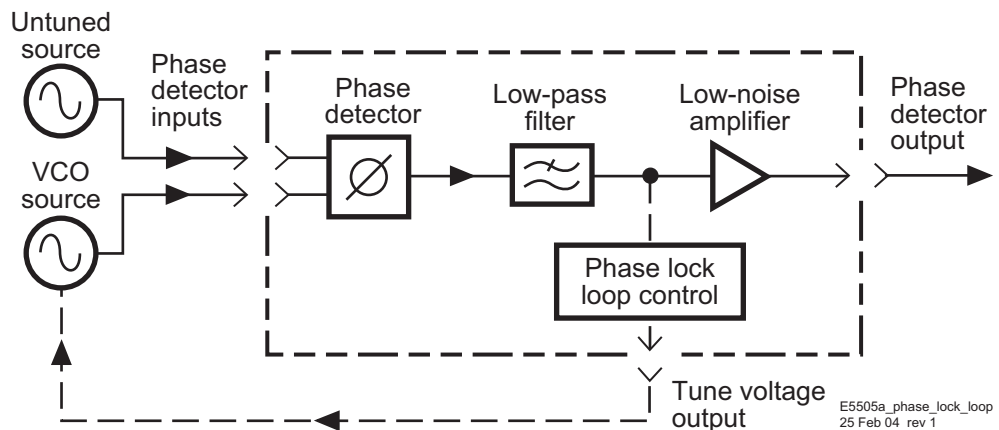 Untuned
source
Phase
detector
inputs
VCO
source
Phase
detector
Low-pass
filter
Low-noise
amplifier
Phase
detector
output
Phase lock
loop control
Tune voltage
output
E5505a_phase_lock_loop
25 Feb 04 rev 1